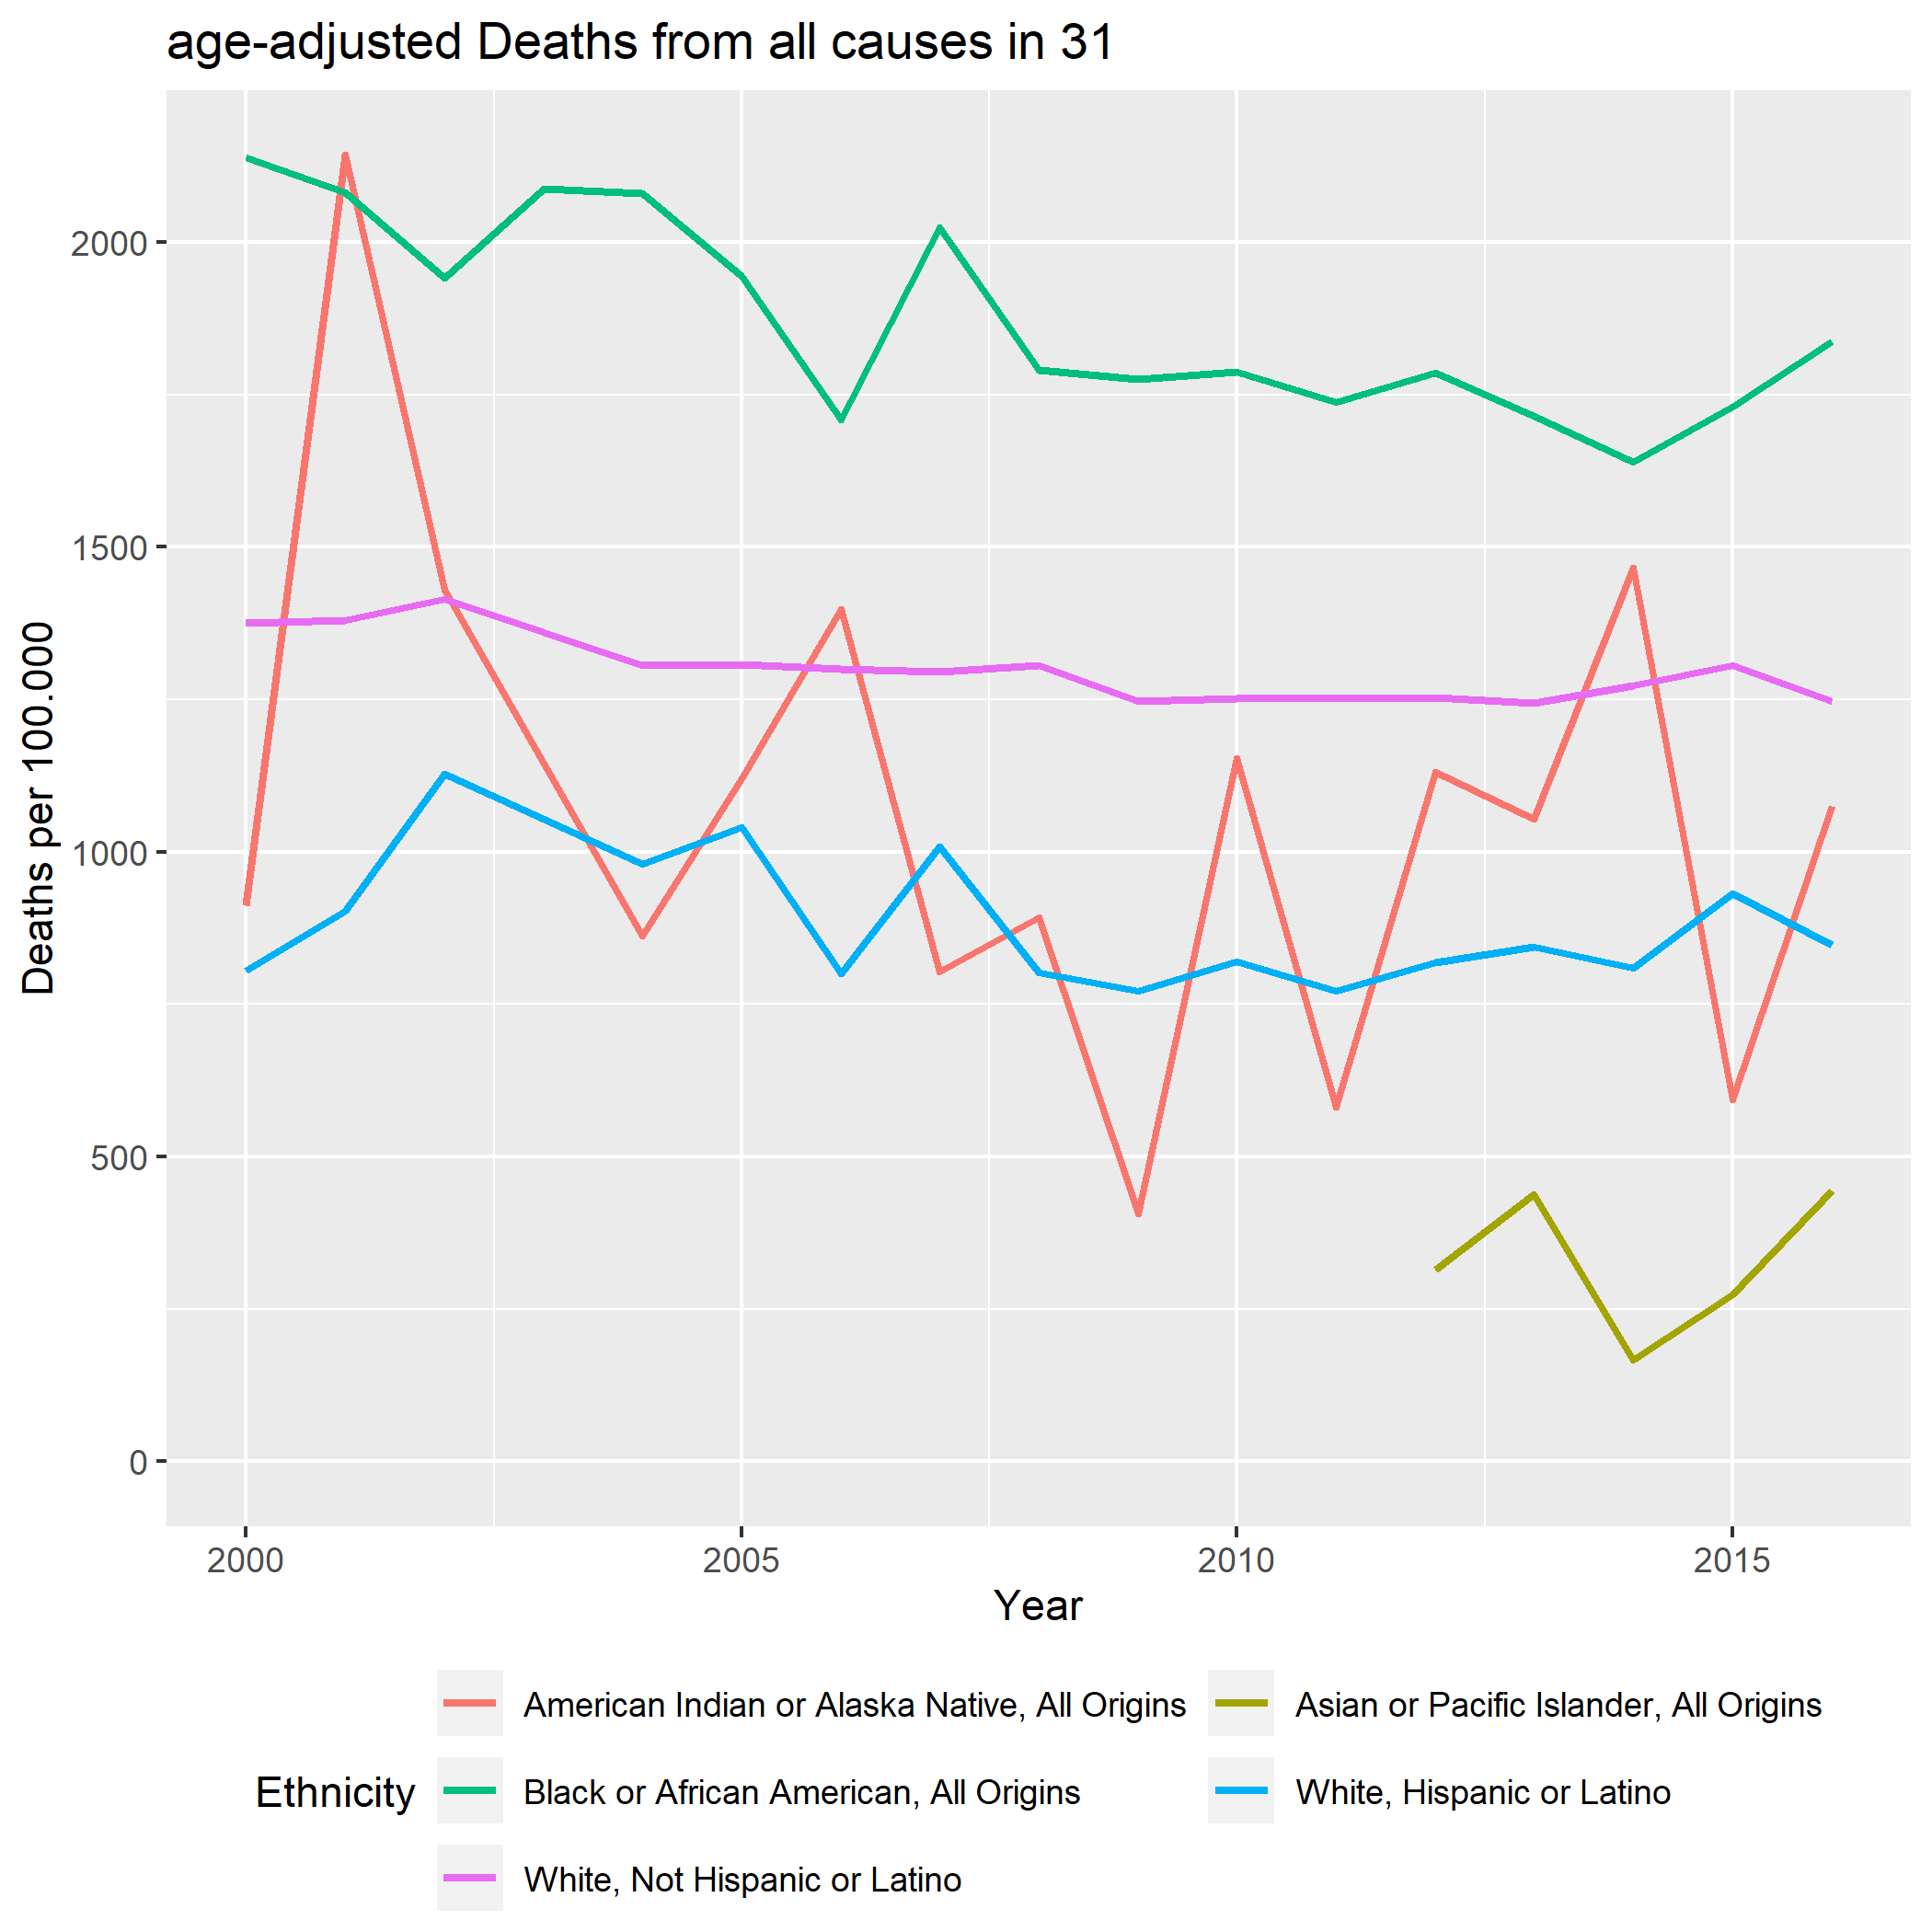 age-adjusted Deaths from all causes in 31
Deaths per 100.000
2000
1500
1000
500
0
2000
2005
2010
2015
Year
Ethnicity
American Indian or Alaska Native, All Origins
Asian or Pacific Islander, All Origins
Black or African American, All Origins
White, Hispanic or Latino
White, Not Hispanic or Latino